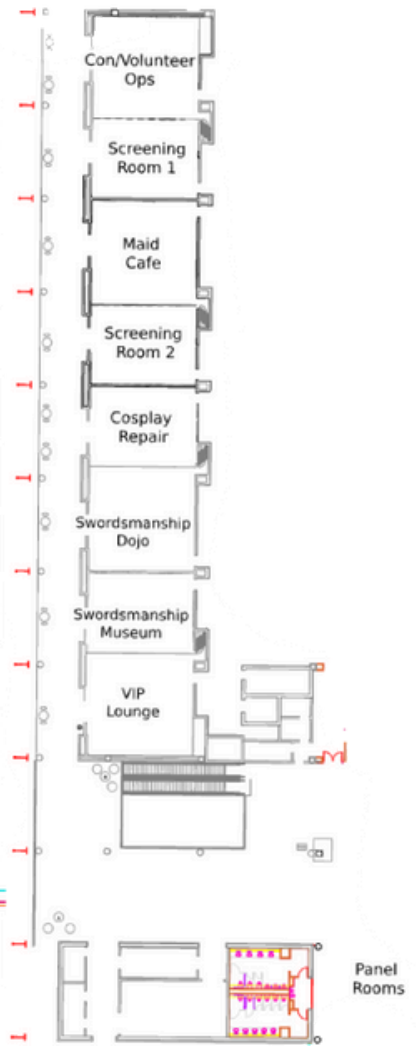 Con/Volunteer
Ops
Screening
Room 1
Maid
Cafe
Screening
Room 2
Cosplay
Repair
Swordsmanship
Dojo
Swordsmanship
Museum
VIP
Lounge
Panel
Rooms